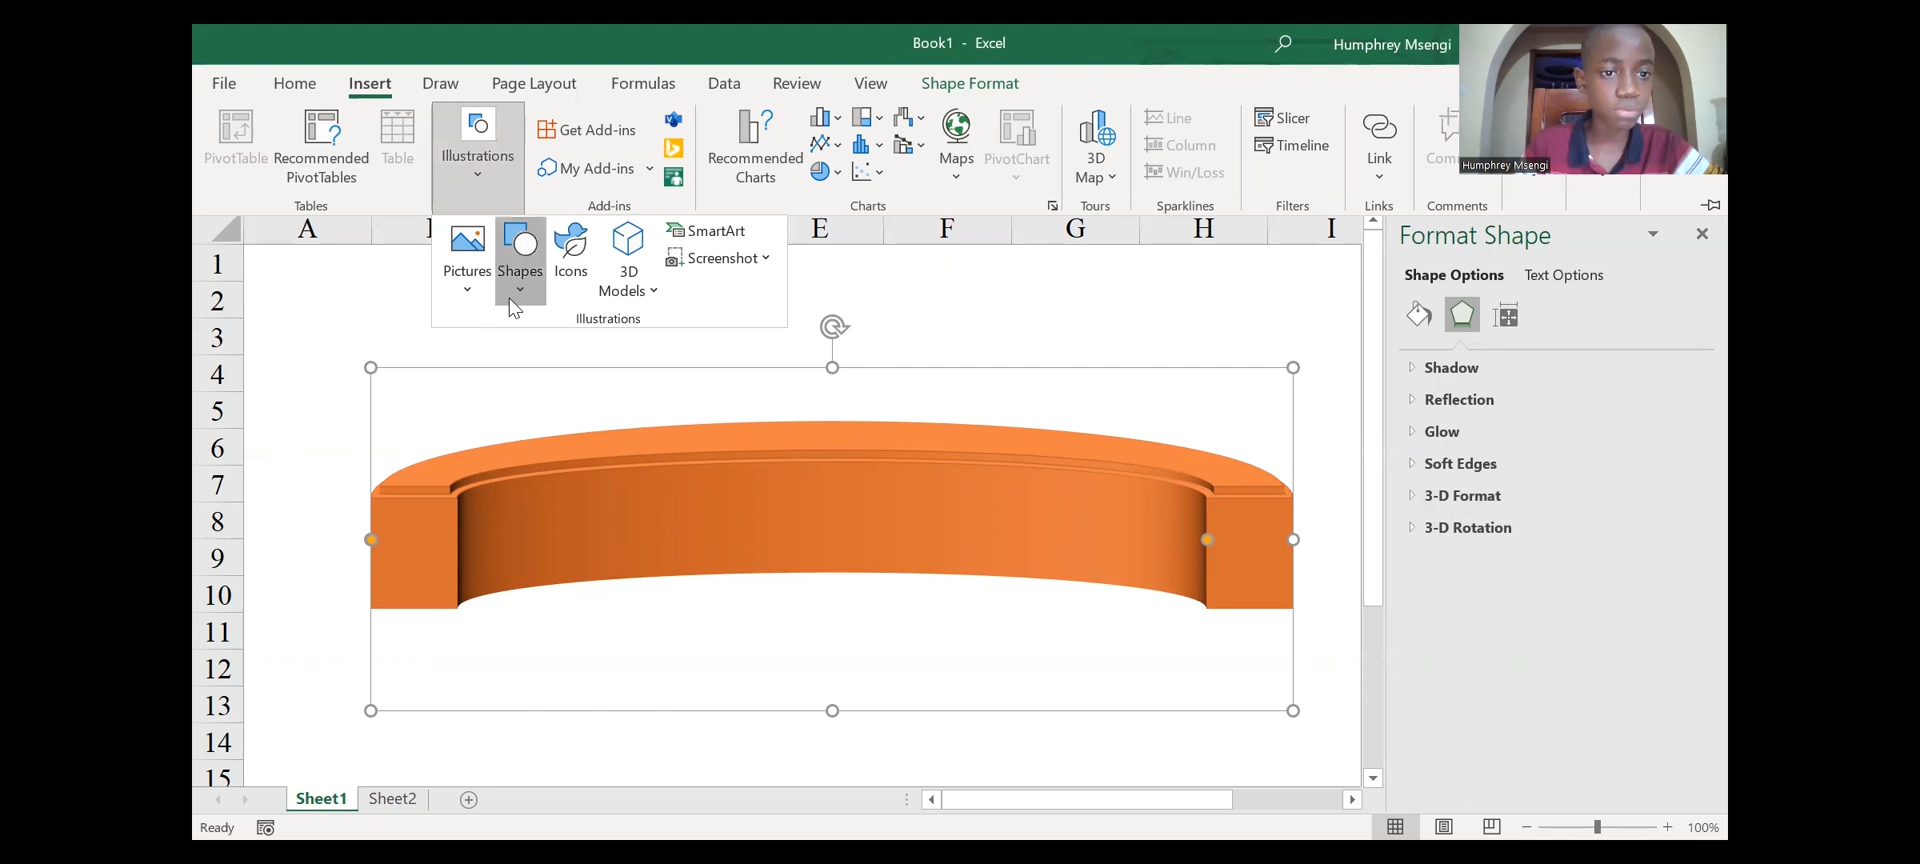 Book1 - Excel
Humphrey Msengi
File Home Insert Draw Page Layout Formulas Data Review View Shape Format
PivotTable
Recommended
PivotTables
Table
Tables
Illustrations
Get Add-ins
My Add-ins
Add-ins
Recommended
Charts
Maps
PivotChart
Charts
3D
Map
Tours
Line
Column
Win/Loss
Sparklines
Slicer
Timeline
Filters
Link
Links
Comments
Humphrey Msengi
Pictures
Shapes
Icons
3D
Models
SmartArt
Screenshot
Illustrations
A E F G H I
1
2
3
4
5
6
7
8
9
10
11
12
13
14
15
Format Shape
Shape Options Text Options
Shadow
Reflection
Glow
Soft Edges
3-D Format
3-D Rotation
Sheet1 Sheet2
Ready
100%